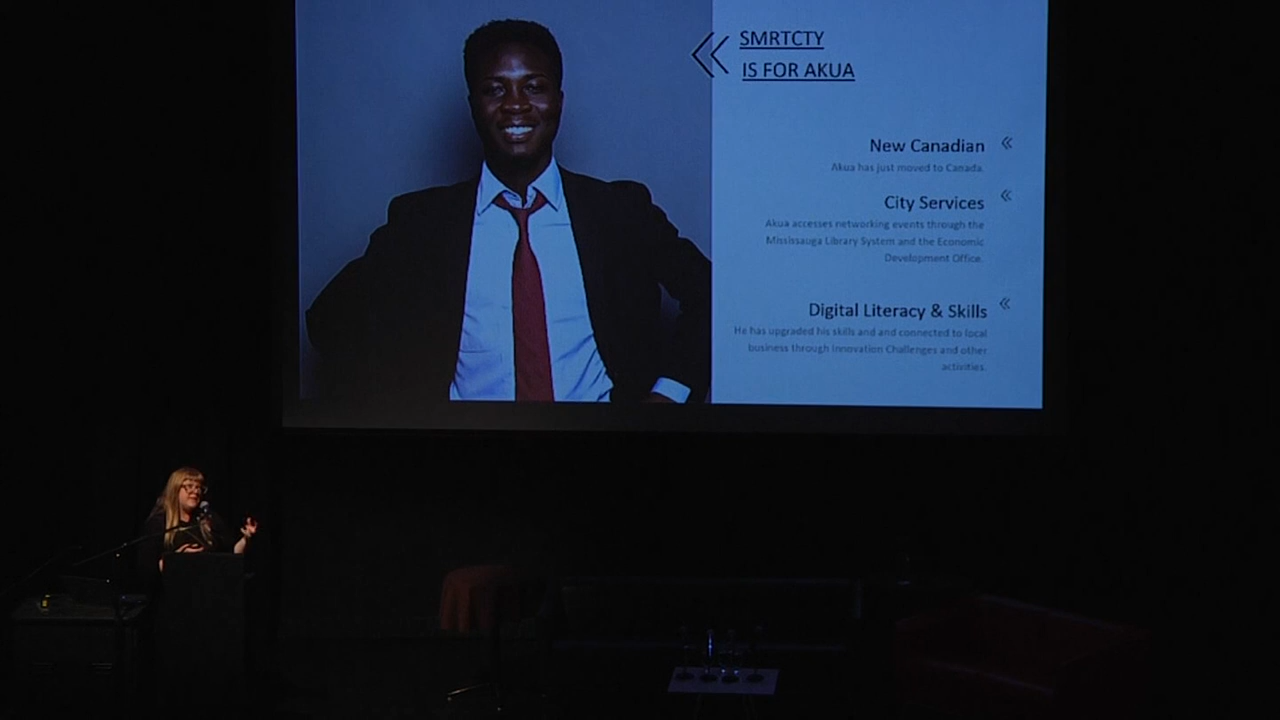 SMRTCTY
IS FOR AKUA
New Canadian
Akua has just moved to Canada.
City Services
Akua accesses networking events through the
Mississauga Library System and the Economic
Development Office.
Digital Literacy & Skills
He has upgraded his skills and and connected to local
business through Innovation Challenges and other
activities.